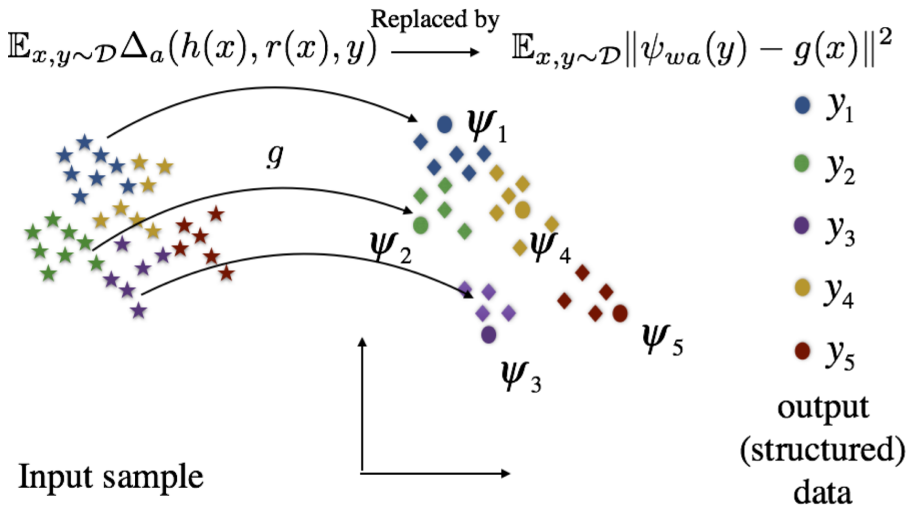 Replaced by
𝔼_{x,y∼𝒟}Δ_a(h(x), r(x), y) ⟶ 𝔼_{x,y∼𝒟}‖ψ_{wa}(y) − g(x)‖²
ψ₁
y₁
g
y₂
ψ₂
ψ₄
y₃
y₄
ψ₅
y₅
ψ₃
output
(structured)
data
Input sample